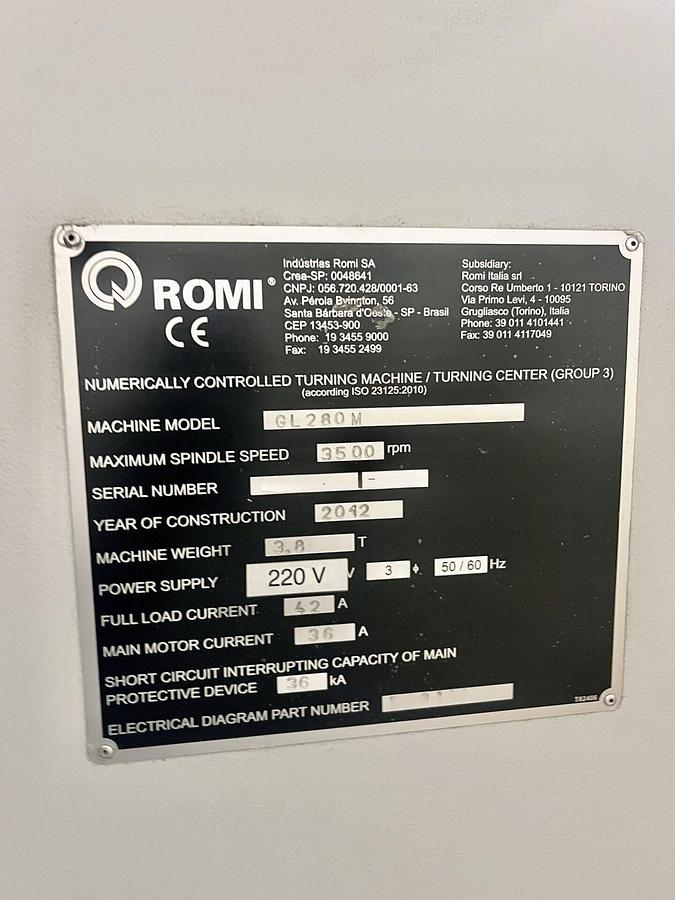 ROMI®
CE
Indústrias Romi SA
Crea-SP: 0048641
CNPJ: 056.720.428/0001-63
Av. Pérola Byington, 56
Santa Bárbara d'Oeste - SP - Brasil
CEP 13453-900
Phone: 19 3455 9000
Fax: 19 3455 2499
Subsidiary:
Romi Italia srl
Corso Re Umberto 1 - 10121 TORINO
Via Primo Levi, 4 - 10095
Grugliasco (Torino), Italia
Phone: 39 011 4101441
Fax: 39 011 4117049
NUMERICALLY CONTROLLED TURNING MACHINE / TURNING CENTER (GROUP 3)
(according ISO 23125:2010)
MACHINE MODEL GL280M
MAXIMUM SPINDLE SPEED 3500 rpm
SERIAL NUMBER
YEAR OF CONSTRUCTION 2012
MACHINE WEIGHT 3.8 T
POWER SUPPLY 220 V V 3 ϕ 50 / 60 Hz
FULL LOAD CURRENT 42 A
MAIN MOTOR CURRENT 36 A
SHORT CIRCUIT INTERRUPTING CAPACITY OF MAIN
PROTECTIVE DEVICE 36 kA
ELECTRICAL DIAGRAM PART NUMBER
T82406